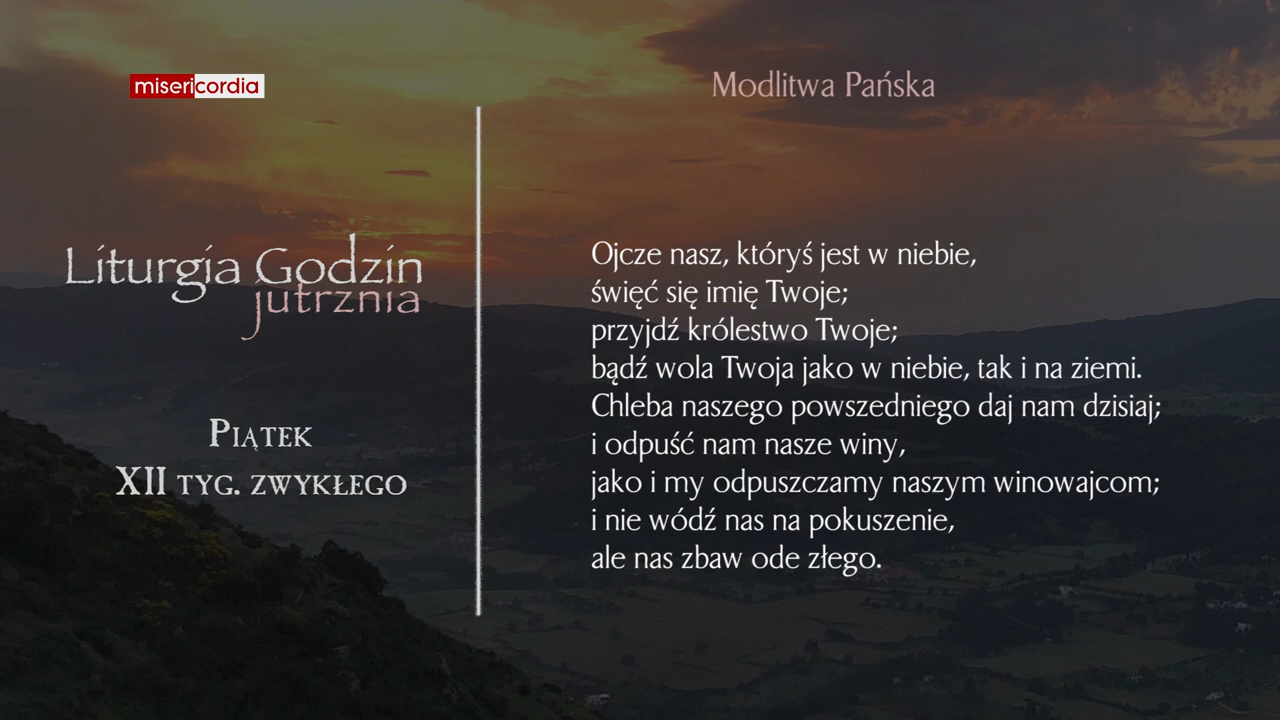 misericordia
Liturgia Godzin
jutrznia
Piątek
XII tyg. zwykłego
Modlitwa Pańska
Ojcze nasz, któryś jest w niebie,
święć się imię Twoje;
przyjdź królestwo Twoje;
bądź wola Twoja jako w niebie, tak i na ziemi.
Chleba naszego powszedniego daj nam dzisiaj;
i odpuść nam nasze winy,
jako i my odpuszczamy naszym winowajcom;
i nie wódź nas na pokuszenie,
ale nas zbaw ode złego.